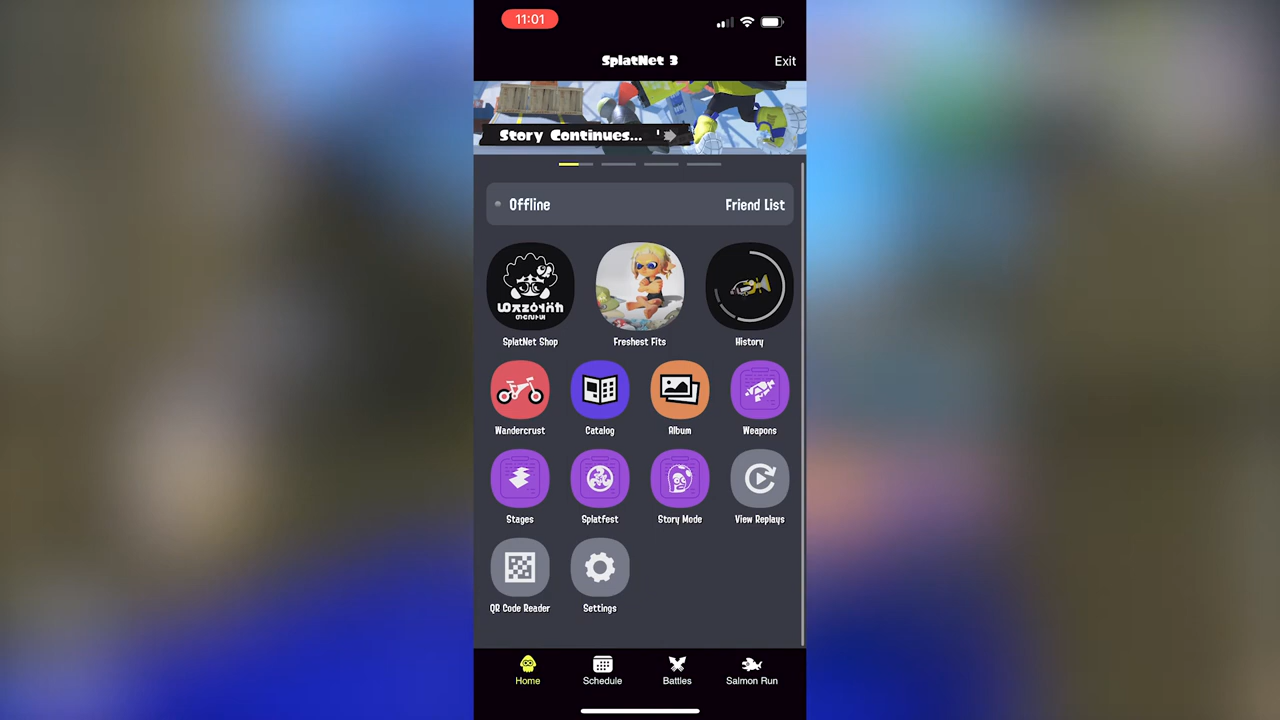 11:01
SplatNet 3
Exit
Story Continues...
Offline
Friend List
SplatNet Shop
Freshest Fits
History
Wandercrust
Catalog
Album
Weapons
Stages
Splatfest
Story Mode
View Replays
QR Code Reader
Settings
Home
Schedule
Battles
Salmon Run